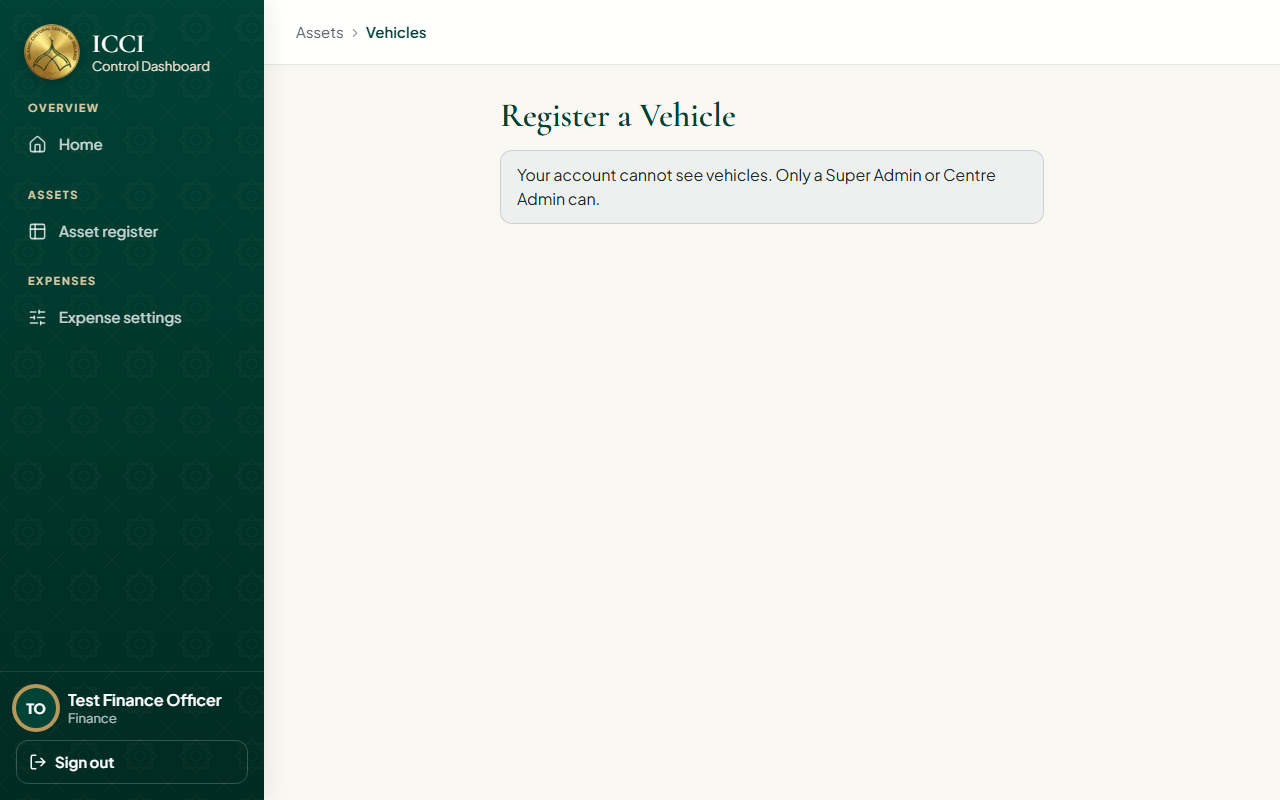 ICCI
Control Dashboard
OVERVIEW
Home
ASSETS
Asset register
EXPENSES
Expense settings
TO
Test Finance Officer
Finance
Sign out
Assets
Vehicles
Register a Vehicle
Your account cannot see vehicles. Only a Super Admin or Centre
Admin can.